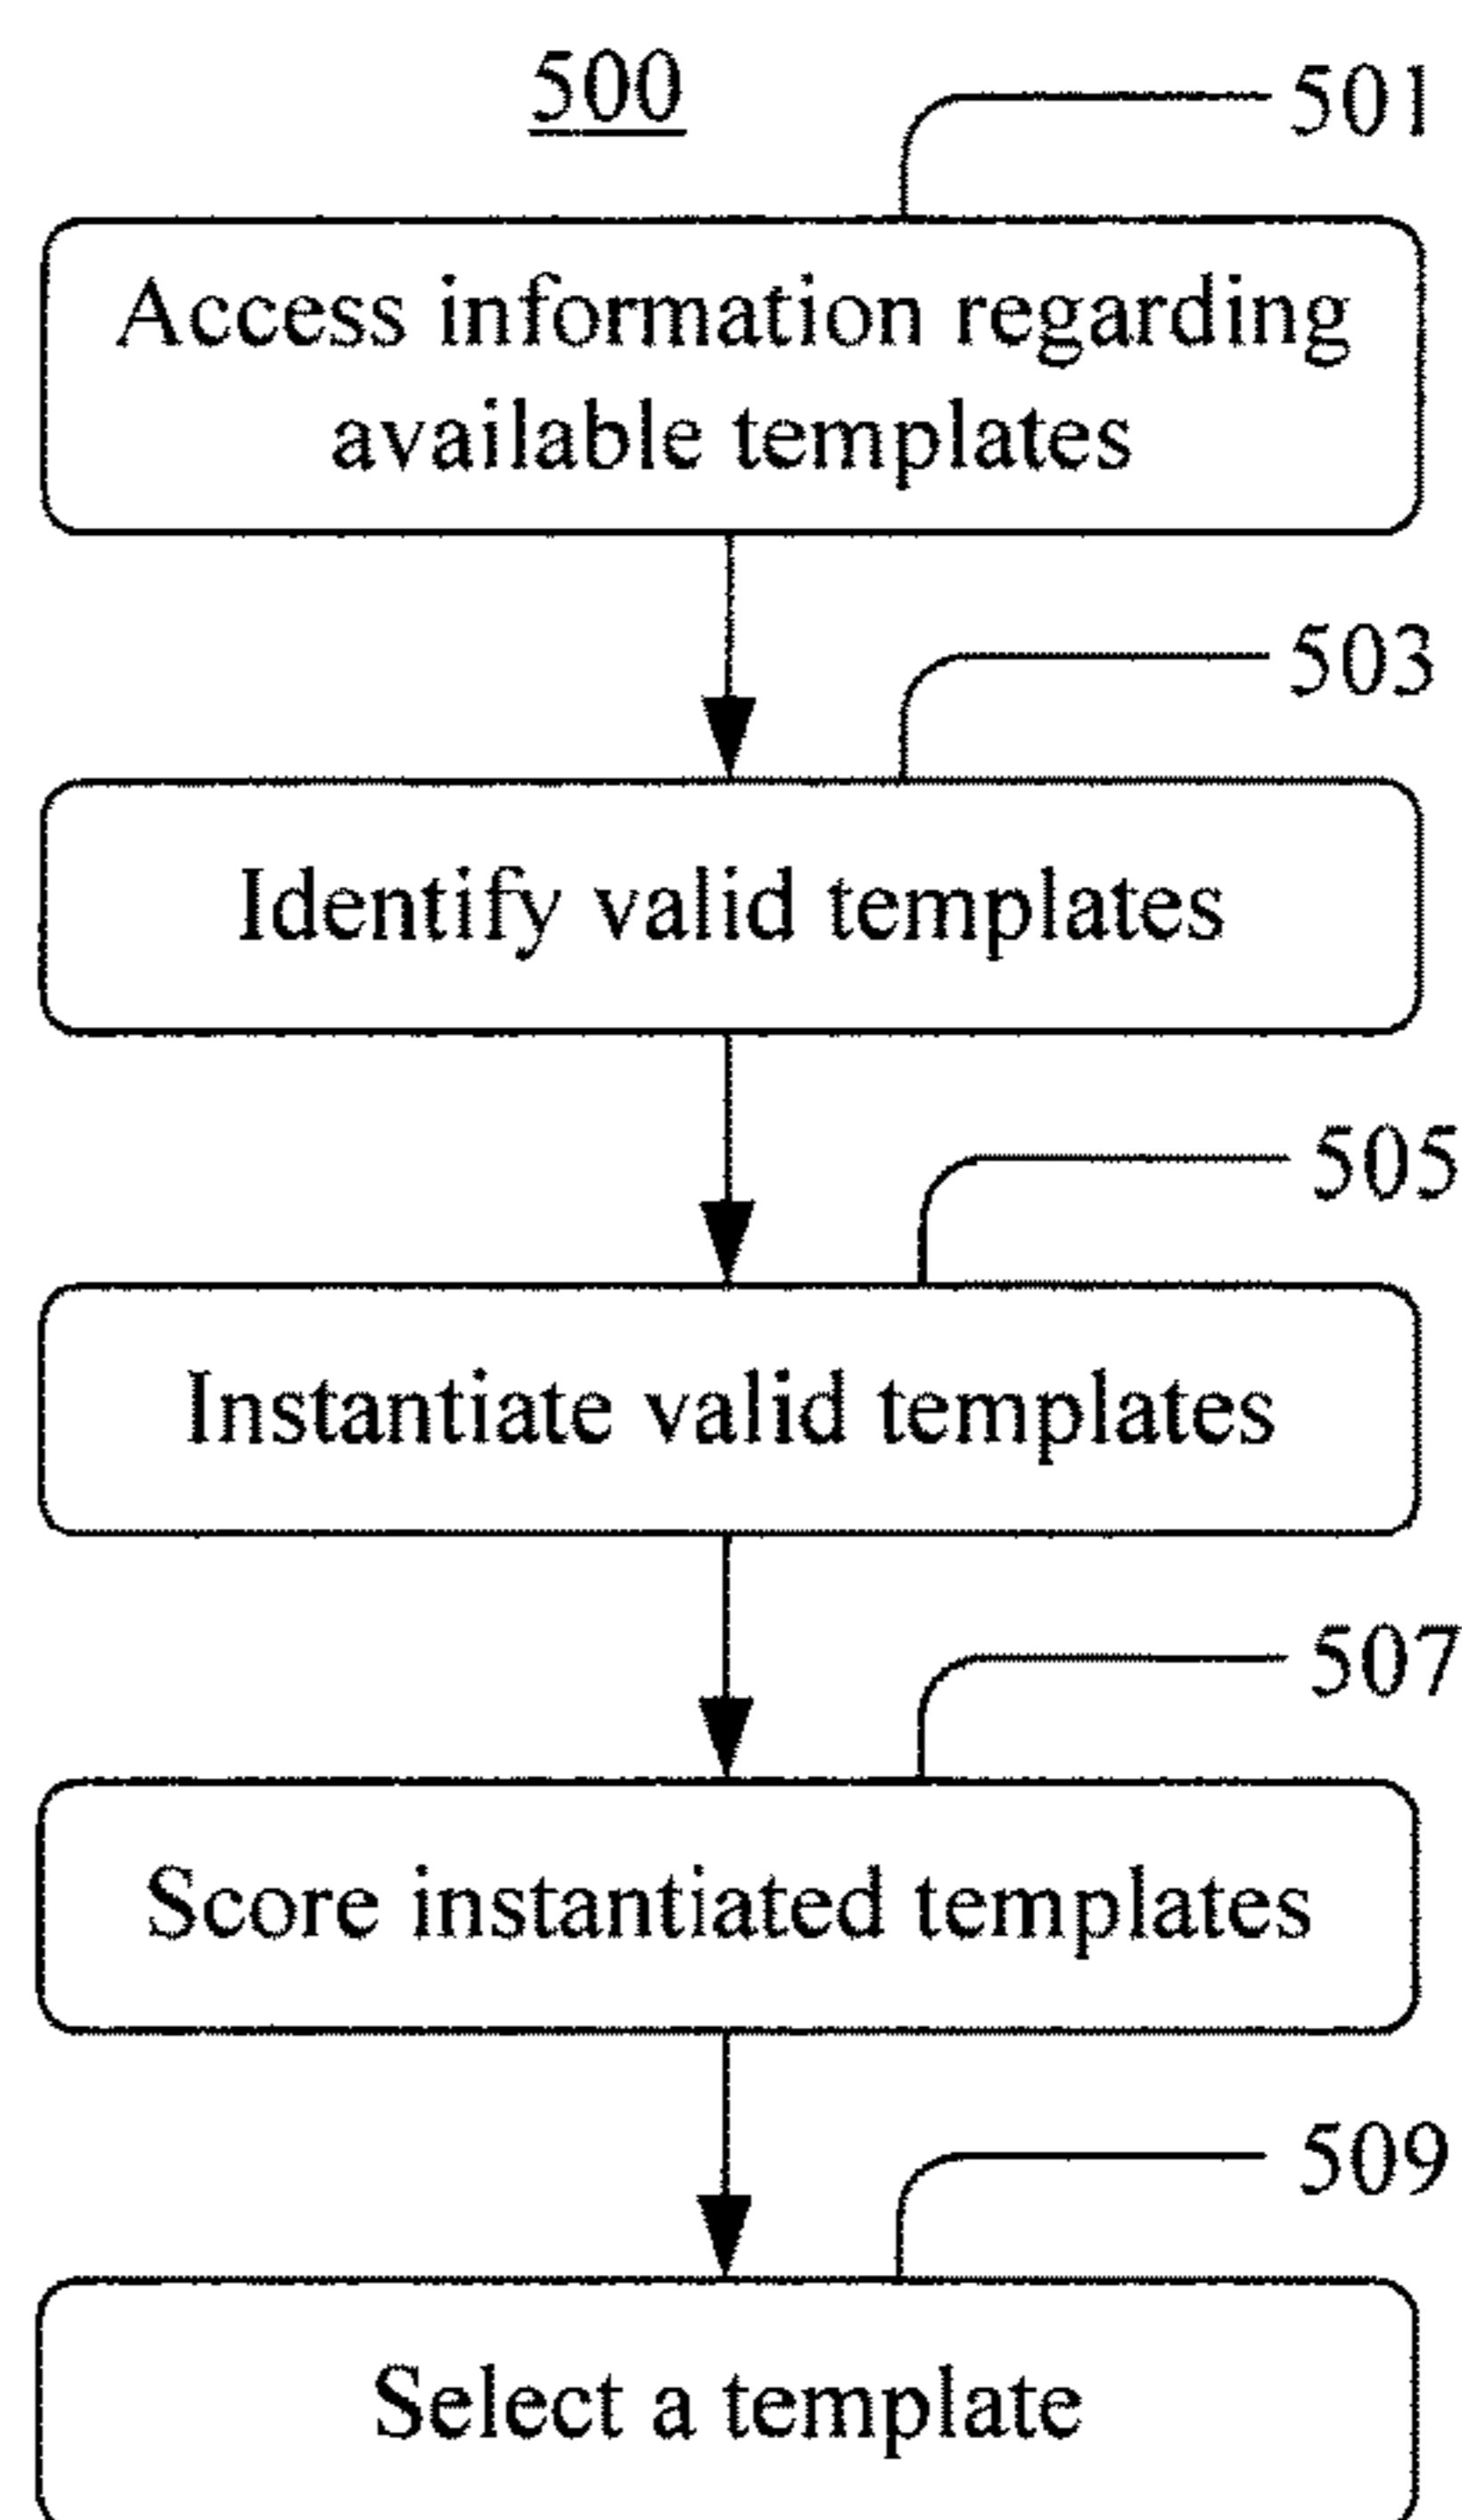 500
501
Access information regarding
available templates
503
Identify valid templates
505
Instantiate valid templates
507
Score instantiated templates
509
Select a template